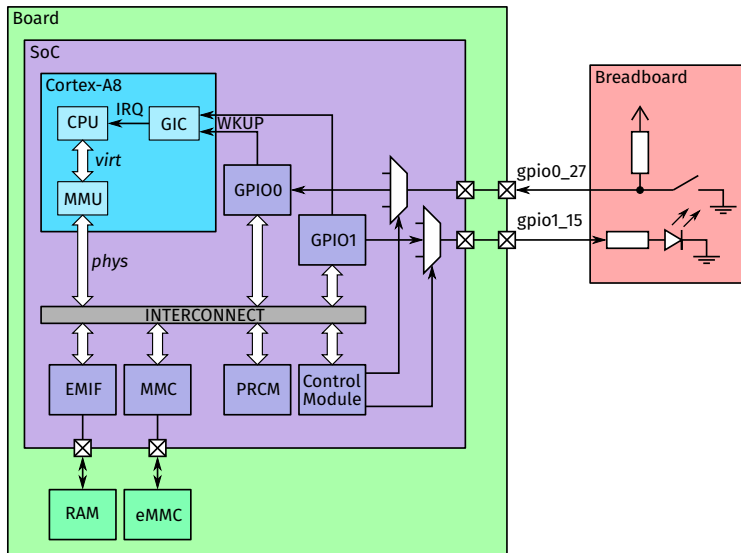 Board
SoC
Cortex-A8
CPU
IRQ
GIC
WKUP
virt
MMU
phys
GPIO0
GPIO1
INTERCONNECT
EMIF
MMC
PRCM
Control
Module
RAM
eMMC
gpio0_27
gpio1_15
Breadboard